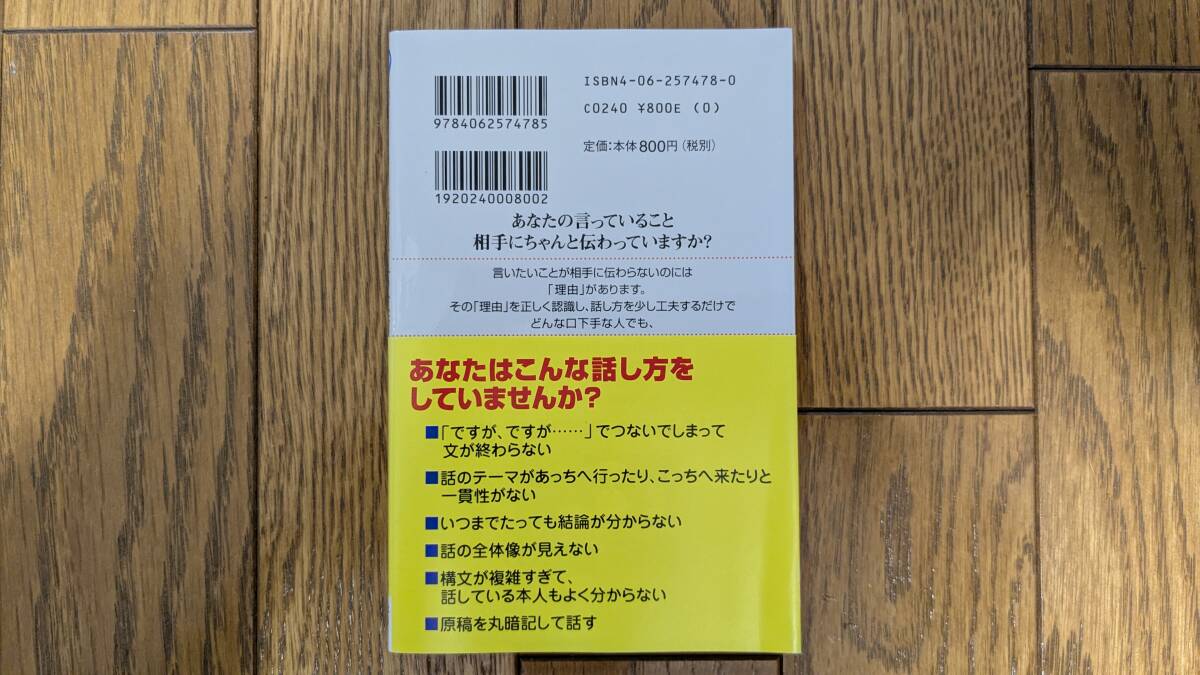 9784062574785
ISBN4-06-257478-0
C0240 ¥800E (0)
定価:本体800円(税別)
1920240008002
あなたの言っていること
相手にちゃんと伝わっていますか?
言いたいことが相手に伝わらないのには
「理由」があります。
その「理由」を正しく認識し、話し方を少し工夫するだけで
どんな口下手な人でも、
あなたはこんな話し方を
していませんか?
■「ですが、ですが……」でつないでしまって
文が終わらない
■話のテーマがあっちへ行ったり、こっちへ来たりと
一貫性がない
■いつまでたっても結論が分からない
■話の全体像が見えない
■構文が複雑すぎて、
話している本人もよく分からない
■原稿を丸暗記して話す